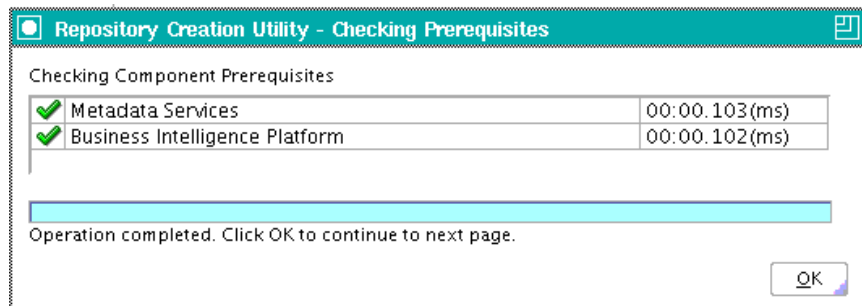 Repository Creation Utility - Checking Prerequisites
Checking Component Prerequisites
Metadata Services 00:00.103(ms)
Business Intelligence Platform 00:00.102(ms)
Operation completed. Click OK to continue to next page.
OK